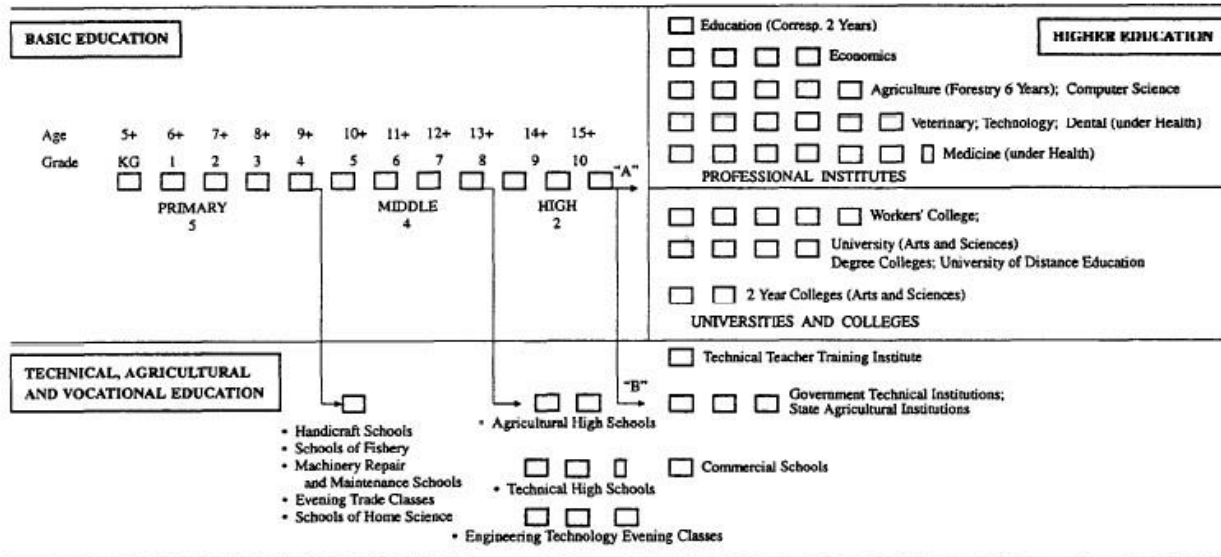 BASIC EDUCATION
Age 5+ 6+ 7+ 8+ 9+ 10+ 11+ 12+ 13+ 14+ 15+
Grade KG 1 2 3 4 5 6 7 8 9 10 "A"
PRIMARY MIDDLE HIGH
5 4 2
HIGHER EDUCATION
Education (Corresp. 2 Years)
Economics
Agriculture (Forestry 6 Years); Computer Science
Veterinary; Technology; Dental (under Health)
Medicine (under Health)
PROFESSIONAL INSTITUTES
Workers' College;
University (Arts and Sciences)
Degree Colleges; University of Distance Education
2 Year Colleges (Arts and Sciences)
UNIVERSITIES AND COLLEGES
TECHNICAL, AGRICULTURAL
AND VOCATIONAL EDUCATION
• Handicraft Schools
• Schools of Fishery
• Machinery Repair
and Maintenance Schools
• Evening Trade Classes
• Schools of Home Science
"B"
• Agricultural High Schools
• Technical High Schools
• Engineering Technology Evening Classes
Technical Teacher Training Institute
Government Technical Institutions;
State Agricultural Institutions
Commercial Schools